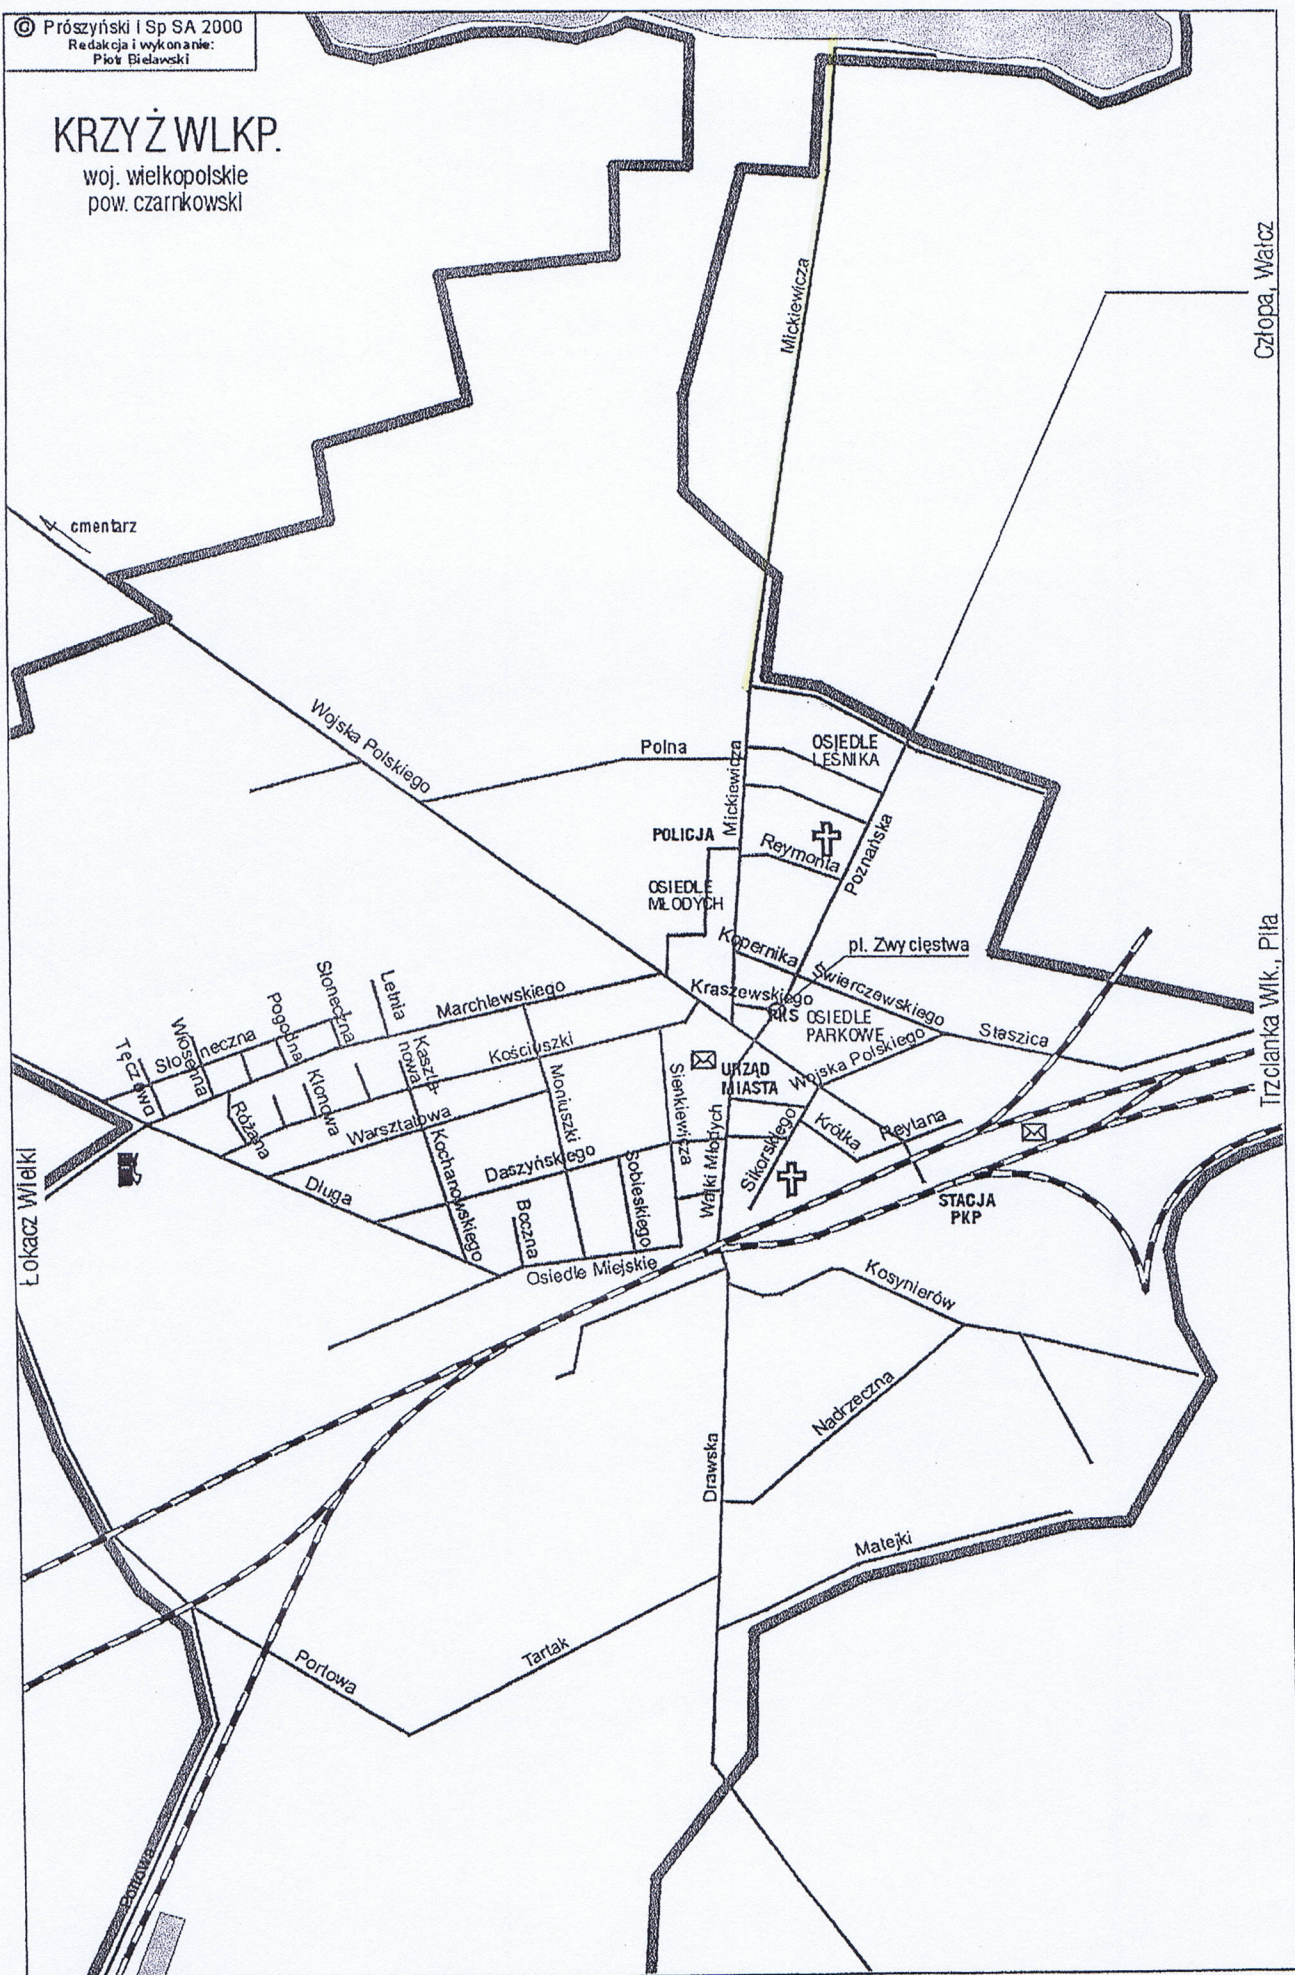 © Prószyński i Sp SA 2000
Redakcja i wykonanie:
Piotr Bielawski
KRZYŻ WLKP.
woj. wielkopolskie
pow. czarnkowski
Człopa, Wałcz
Mickiewicza
cmentarz
Wojska Polskiego
Polna
Mickiewicza
OSIEDLE
LEŚNIKA
POLICJA
Reymonta
Poznańska
OSIEDLE
MŁODYCH
Kopernika
pl. Zwycięstwa
Świerczewskiego
Trzcianka Wlk., Piła
Kraszewskiego
PKS
OSIEDLE
PARKOWE
Staszica
Wojska Polskiego
Marchlewskiego
Letnia
Słoneczna
Pogodna
Wiosenna
Słoneczna
Tęczowa
Kościuszki
Kaszte-
nowa
Klonowa
Różana
Warsztatowa
Moniuszki
Sienkiewicza
URZĄD
MIASTA
Walki Młodych
Sikorskiego
Krótka
Reytana
Daszyńskiego
Kochanowskiego
Sobieskiego
Boczna
Długa
Łokacz Wielki
STACJA
PKP
Osiedle Miejskie
Kosynierów
Nadrzeczna
Drawska
Matejki
Tartak
Portowa
Portowa